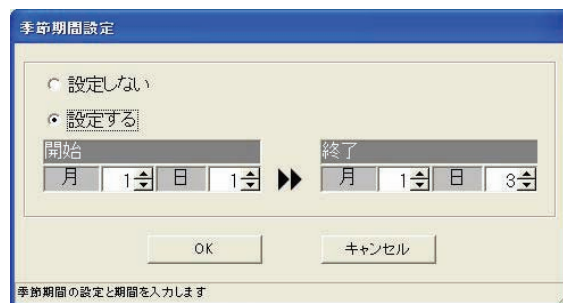 季節期間設定
設定しない
設定する
開始 終了
月 1 日 1 月 1 日 3
OK キャンセル
季節期間の設定と期間を入力します